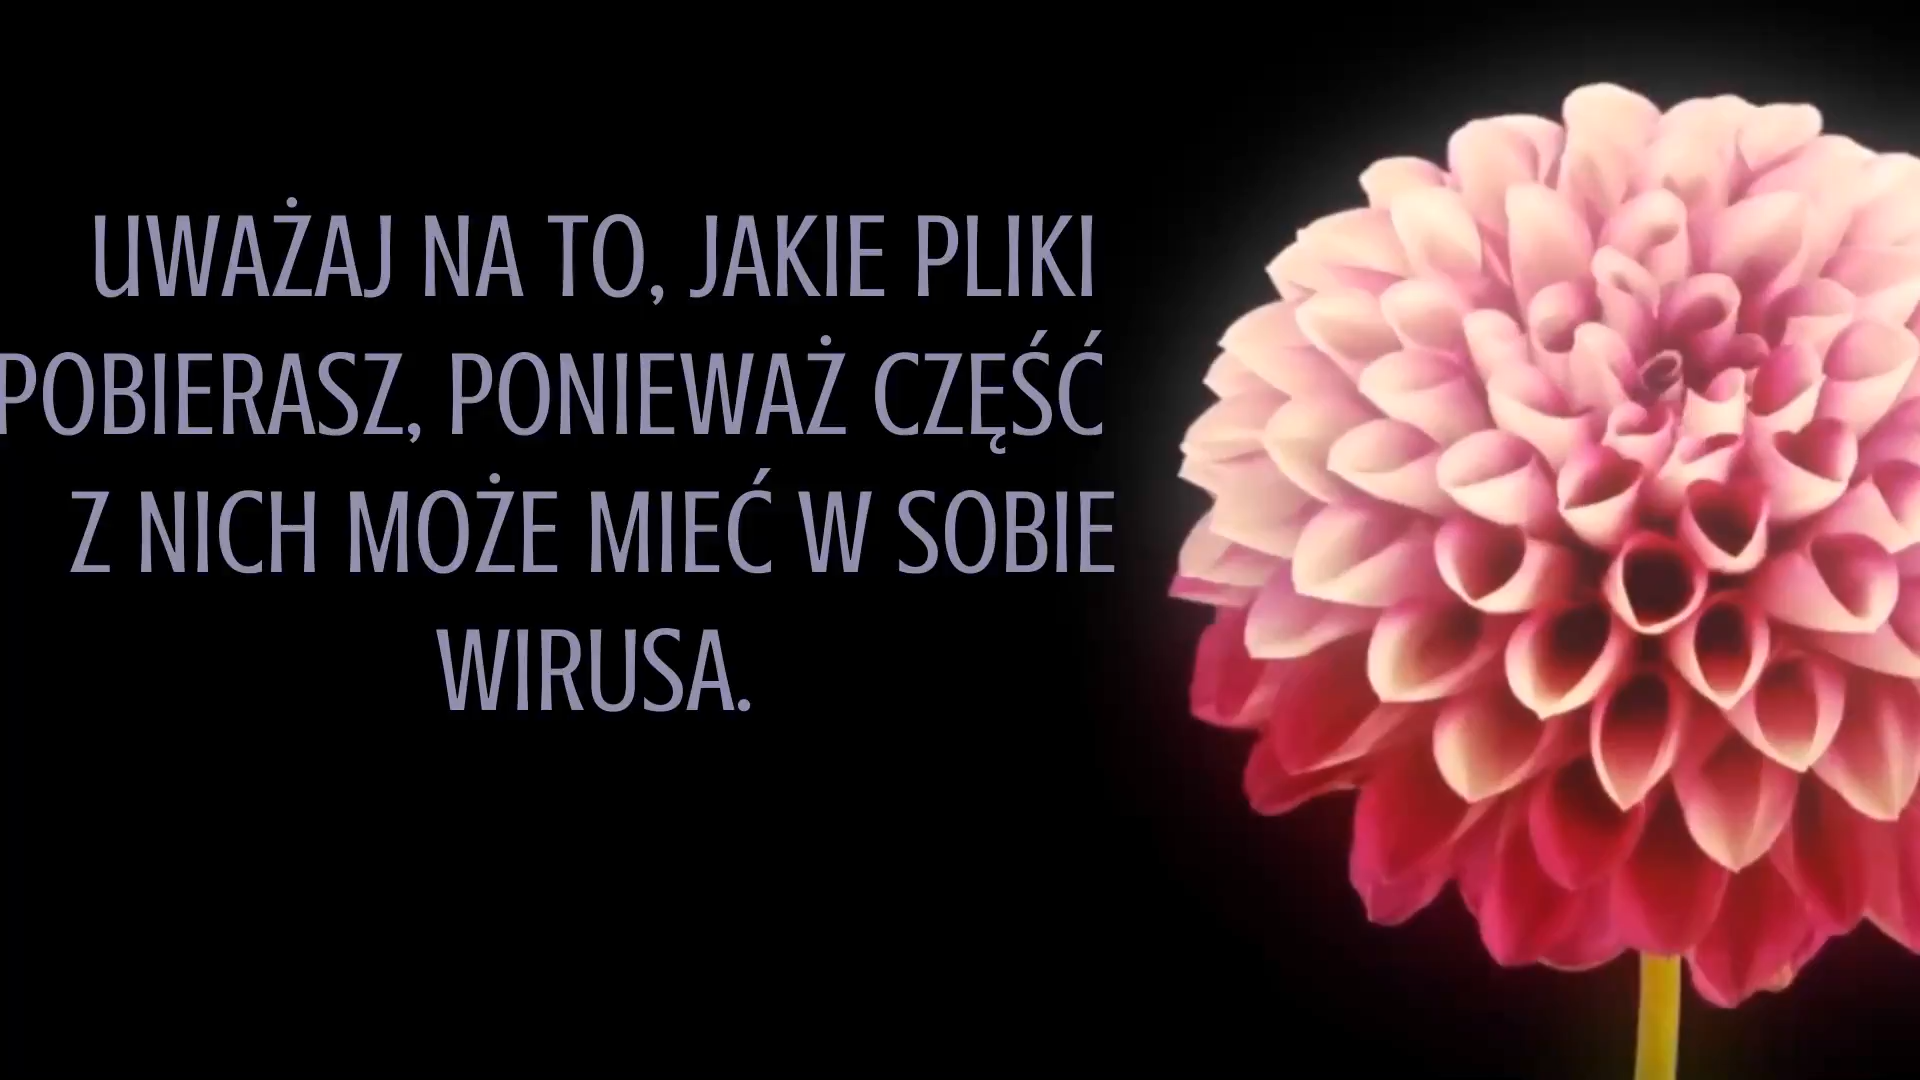 UWAŻAJ NA TO, JAKIE PLIKI
POBIERASZ, PONIEWAŻ CZĘŚĆ
Z NICH MOŻE MIEĆ W SOBIE
WIRUSA.